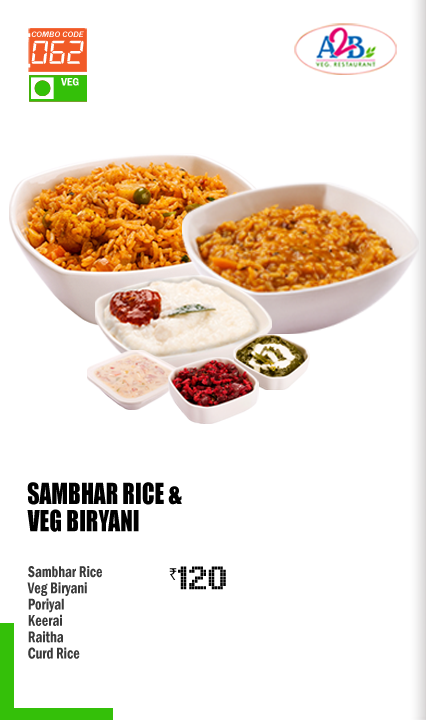 COMBO CODE
062
VEG
A2B
VEG. RESTAURANT
SAMBHAR RICE &
VEG BIRYANI
Sambhar Rice
Veg Biryani
Poriyal
Keerai
Raitha
Curd Rice
₹120